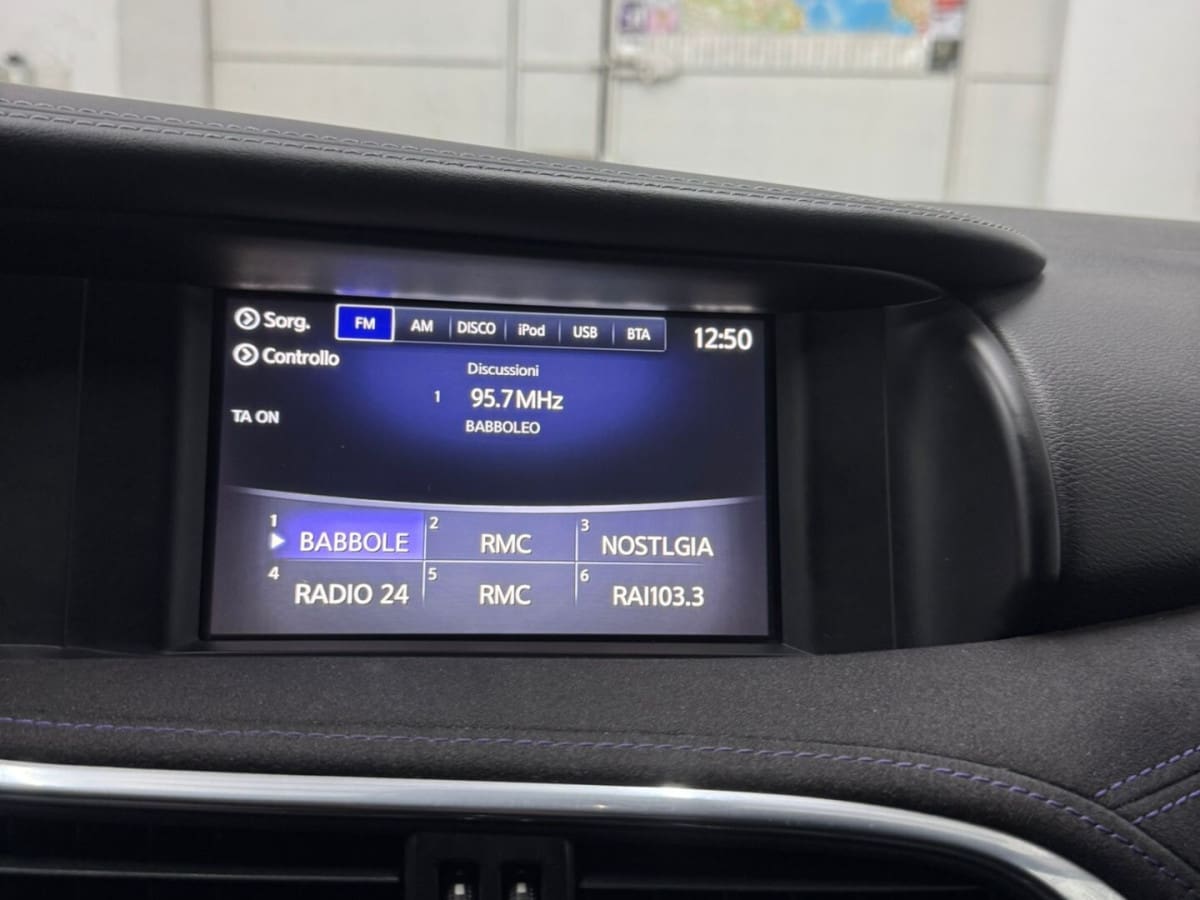 Sorg. FM AM DISCO iPod USB BTA 12:50
Controllo
Discussioni
1 95.7MHz
TA ON
BABBOLEO
1 BABBOLE 2 RMC 3 NOSTLGIA
4 RADIO 24 5 RMC 6 RAI103.3